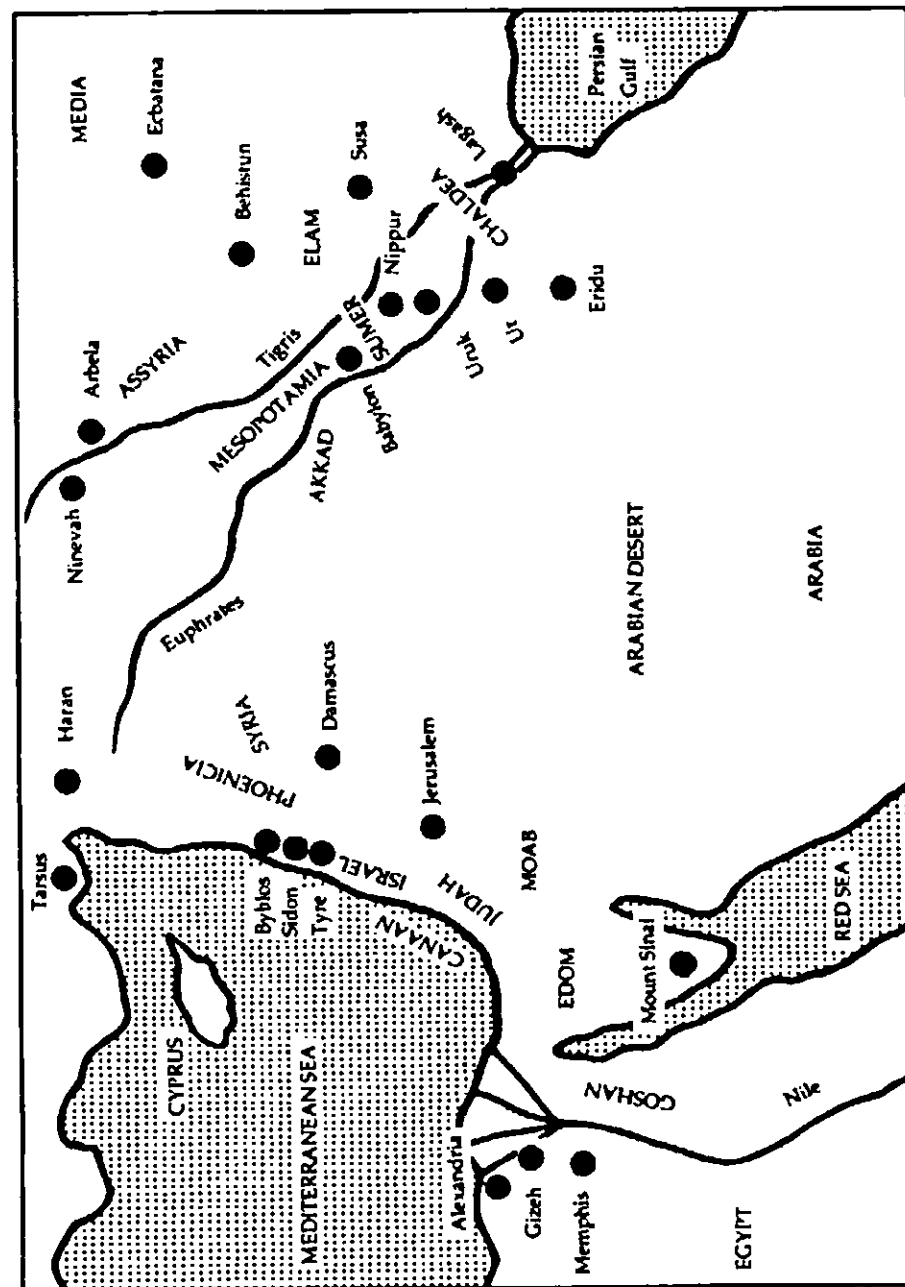 Tarsus
Haran
Ninevah
Arbela
ASSYRIA
MEDIA
Ecbatana
Behistun
ELAM
Susa
CYPRUS
PHOENICIA
SYRIA
Euphrates
MESOPOTAMIA
Tigris
SUMER
Nippur
Lagash
CHALDEA
Persian
Gulf
AKKAD
Babylon
Uruk
Ur
Eridu
Byblos
Sidon
Tyre
Damascus
MEDITERRANEAN SEA
CANAAN
ISRAEL
JUDAH
Jerusalem
MOAB
EDOM
Alexandria
Gizeh
Memphis
GOSHAN
Mount Sinai
ARABIAN DESERT
EGYPT
Nile
RED SEA
ARABIA